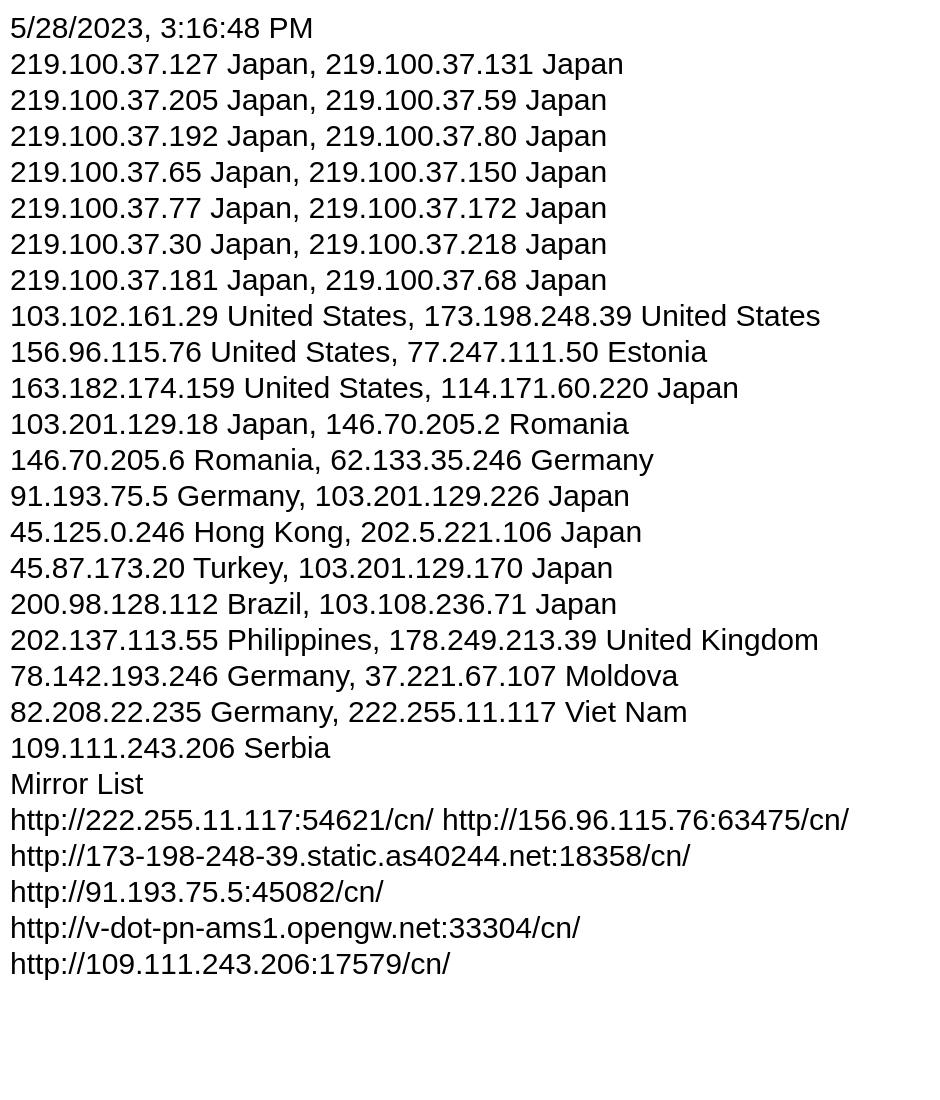 5/28/2023, 3:16:48 PM
219.100.37.127 Japan, 219.100.37.131 Japan
219.100.37.205 Japan, 219.100.37.59 Japan
219.100.37.192 Japan, 219.100.37.80 Japan
219.100.37.65 Japan, 219.100.37.150 Japan
219.100.37.77 Japan, 219.100.37.172 Japan
219.100.37.30 Japan, 219.100.37.218 Japan
219.100.37.181 Japan, 219.100.37.68 Japan
103.102.161.29 United States, 173.198.248.39 United States
156.96.115.76 United States, 77.247.111.50 Estonia
163.182.174.159 United States, 114.171.60.220 Japan
103.201.129.18 Japan, 146.70.205.2 Romania
146.70.205.6 Romania, 62.133.35.246 Germany
91.193.75.5 Germany, 103.201.129.226 Japan
45.125.0.246 Hong Kong, 202.5.221.106 Japan
45.87.173.20 Turkey, 103.201.129.170 Japan
200.98.128.112 Brazil, 103.108.236.71 Japan
202.137.113.55 Philippines, 178.249.213.39 United Kingdom
78.142.193.246 Germany, 37.221.67.107 Moldova
82.208.22.235 Germany, 222.255.11.117 Viet Nam
109.111.243.206 Serbia
Mirror List
http://222.255.11.117:54621/cn/ http://156.96.115.76:63475/cn/
http://173-198-248-39.static.as40244.net:18358/cn/
http://91.193.75.5:45082/cn/
http://v-dot-pn-ams1.opengw.net:33304/cn/
http://109.111.243.206:17579/cn/